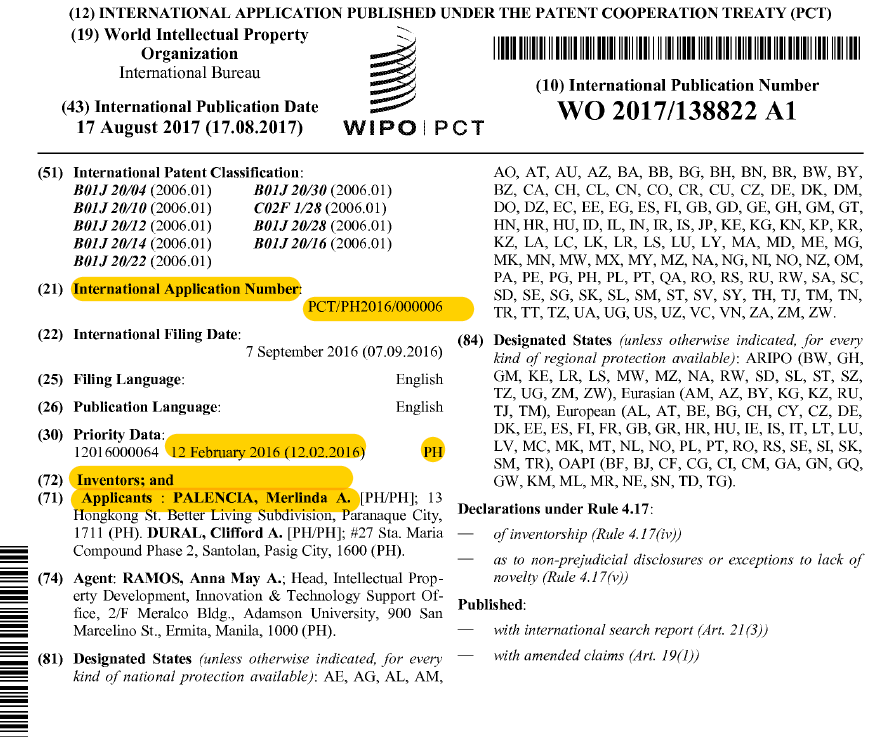 (12) INTERNATIONAL APPLICATION PUBLISHED UNDER THE PATENT COOPERATION TREATY (PCT)
(19) World Intellectual Property
Organization
International Bureau
(43) International Publication Date
17 August 2017 (17.08.2017)
WIPO | PCT
(10) International Publication Number
WO 2017/138822 A1
(51) International Patent Classification:
B01J 20/04 (2006.01) B01J 20/30 (2006.01)
B01J 20/10 (2006.01) C02F 1/28 (2006.01)
B01J 20/12 (2006.01) B01J 20/28 (2006.01)
B01J 20/14 (2006.01) B01J 20/16 (2006.01)
B01J 20/22 (2006.01)
(21) International Application Number:
PCT/PH2016/000006
(22) International Filing Date:
7 September 2016 (07.09.2016)
(25) Filing Language: English
(26) Publication Language: English
(30) Priority Data:
12016000064 12 February 2016 (12.02.2016) PH
(72) Inventors; and
(71) Applicants : PALENCIA, Merlinda A. [PH/PH]; 13
Hongkong St. Better Living Subdivision, Paranaque City,
1711 (PH). DURAL, Clifford A. [PH/PH]; #27 Sta. Maria
Compound Phase 2, Santolan, Pasig City, 1600 (PH).
(74) Agent: RAMOS, Anna May A.; Head, Intellectual Prop-
erty Development, Innovation & Technology Support Of-
fice, 2/F Meralco Bldg., Adamson University, 900 San
Marcelino St., Ermita, Manila, 1000 (PH).
(81) Designated States (unless otherwise indicated, for every
kind of national protection available): AE, AG, AL, AM,
AO, AT, AU, AZ, BA, BB, BG, BH, BN, BR, BW, BY,
BZ, CA, CH, CL, CN, CO, CR, CU, CZ, DE, DK, DM,
DO, DZ, EC, EE, EG, ES, FI, GB, GD, GE, GH, GM, GT,
HN, HR, HU, ID, IL, IN, IR, IS, JP, KE, KG, KN, KP, KR,
KZ, LA, LC, LK, LR, LS, LU, LY, MA, MD, ME, MG,
MK, MN, MW, MX, MY, MZ, NA, NG, NI, NO, NZ, OM,
PA, PE, PG, PH, PL, PT, QA, RO, RS, RU, RW, SA, SC,
SD, SE, SG, SK, SL, SM, ST, SV, SY, TH, TJ, TM, TN,
TR, TT, TZ, UA, UG, US, UZ, VC, VN, ZA, ZM, ZW.
(84) Designated States (unless otherwise indicated, for every
kind of regional protection available): ARIPO (BW, GH,
GM, KE, LR, LS, MW, MZ, NA, RW, SD, SL, ST, SZ,
TZ, UG, ZM, ZW), Eurasian (AM, AZ, BY, KG, KZ, RU,
TJ, TM), European (AL, AT, BE, BG, CH, CY, CZ, DE,
DK, EE, ES, FI, FR, GB, GR, HR, HU, IE, IS, IT, LT, LU,
LV, MC, MK, MT, NL, NO, PL, PT, RO, RS, SE, SI, SK,
SM, TR), OAPI (BF, BJ, CF, CG, CI, CM, GA, GN, GQ,
GW, KM, ML, MR, NE, SN, TD, TG).
Declarations under Rule 4.17:
— of inventorship (Rule 4.17(iv))
— as to non-prejudicial disclosures or exceptions to lack of
novelty (Rule 4.17(v))
Published:
— with international search report (Art. 21(3))
— with amended claims (Art. 19(1))